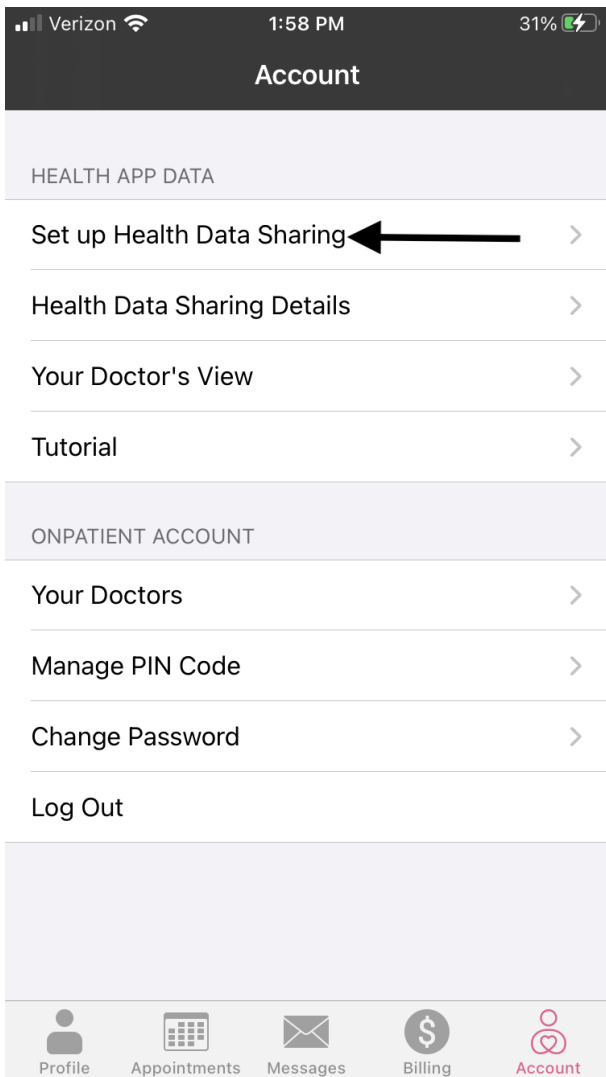 Verizon 1:58 PM 31%
Account
HEALTH APP DATA
Set up Health Data Sharing
Health Data Sharing Details
Your Doctor's View
Tutorial
ONPATIENT ACCOUNT
Your Doctors
Manage PIN Code
Change Password
Log Out
Profile Appointments Messages Billing Account